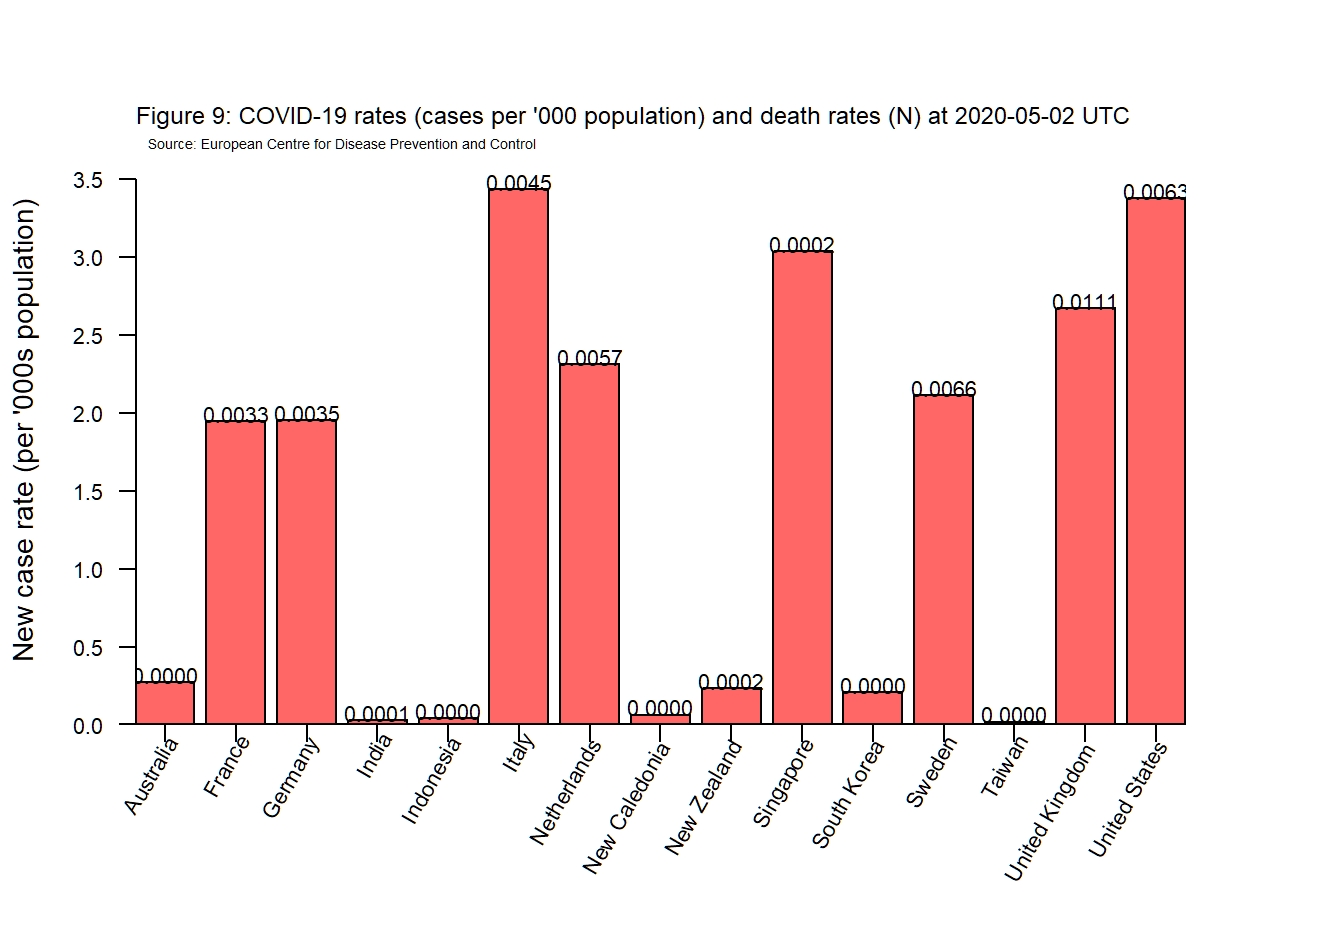 Figure 9: COVID-19 rates (cases per '000 population) and death rates (N) at 2020-05-02 UTC
Source: European Centre for Disease Prevention and Control
New case rate (per '000s population)
3.5
3.0
2.5
2.0
1.5
1.0
0.5
0.0
0.0000
0.0033
0.0035
0.0001
0.0000
0.0045
0.0057
0.0000
0.0002
0.0002
0.0000
0.0066
0.0000
0.0111
0.0063
Australia
France
Germany
India
Indonesia
Italy
Netherlands
New Caledonia
New Zealand
Singapore
South Korea
Sweden
Taiwan
United Kingdom
United States